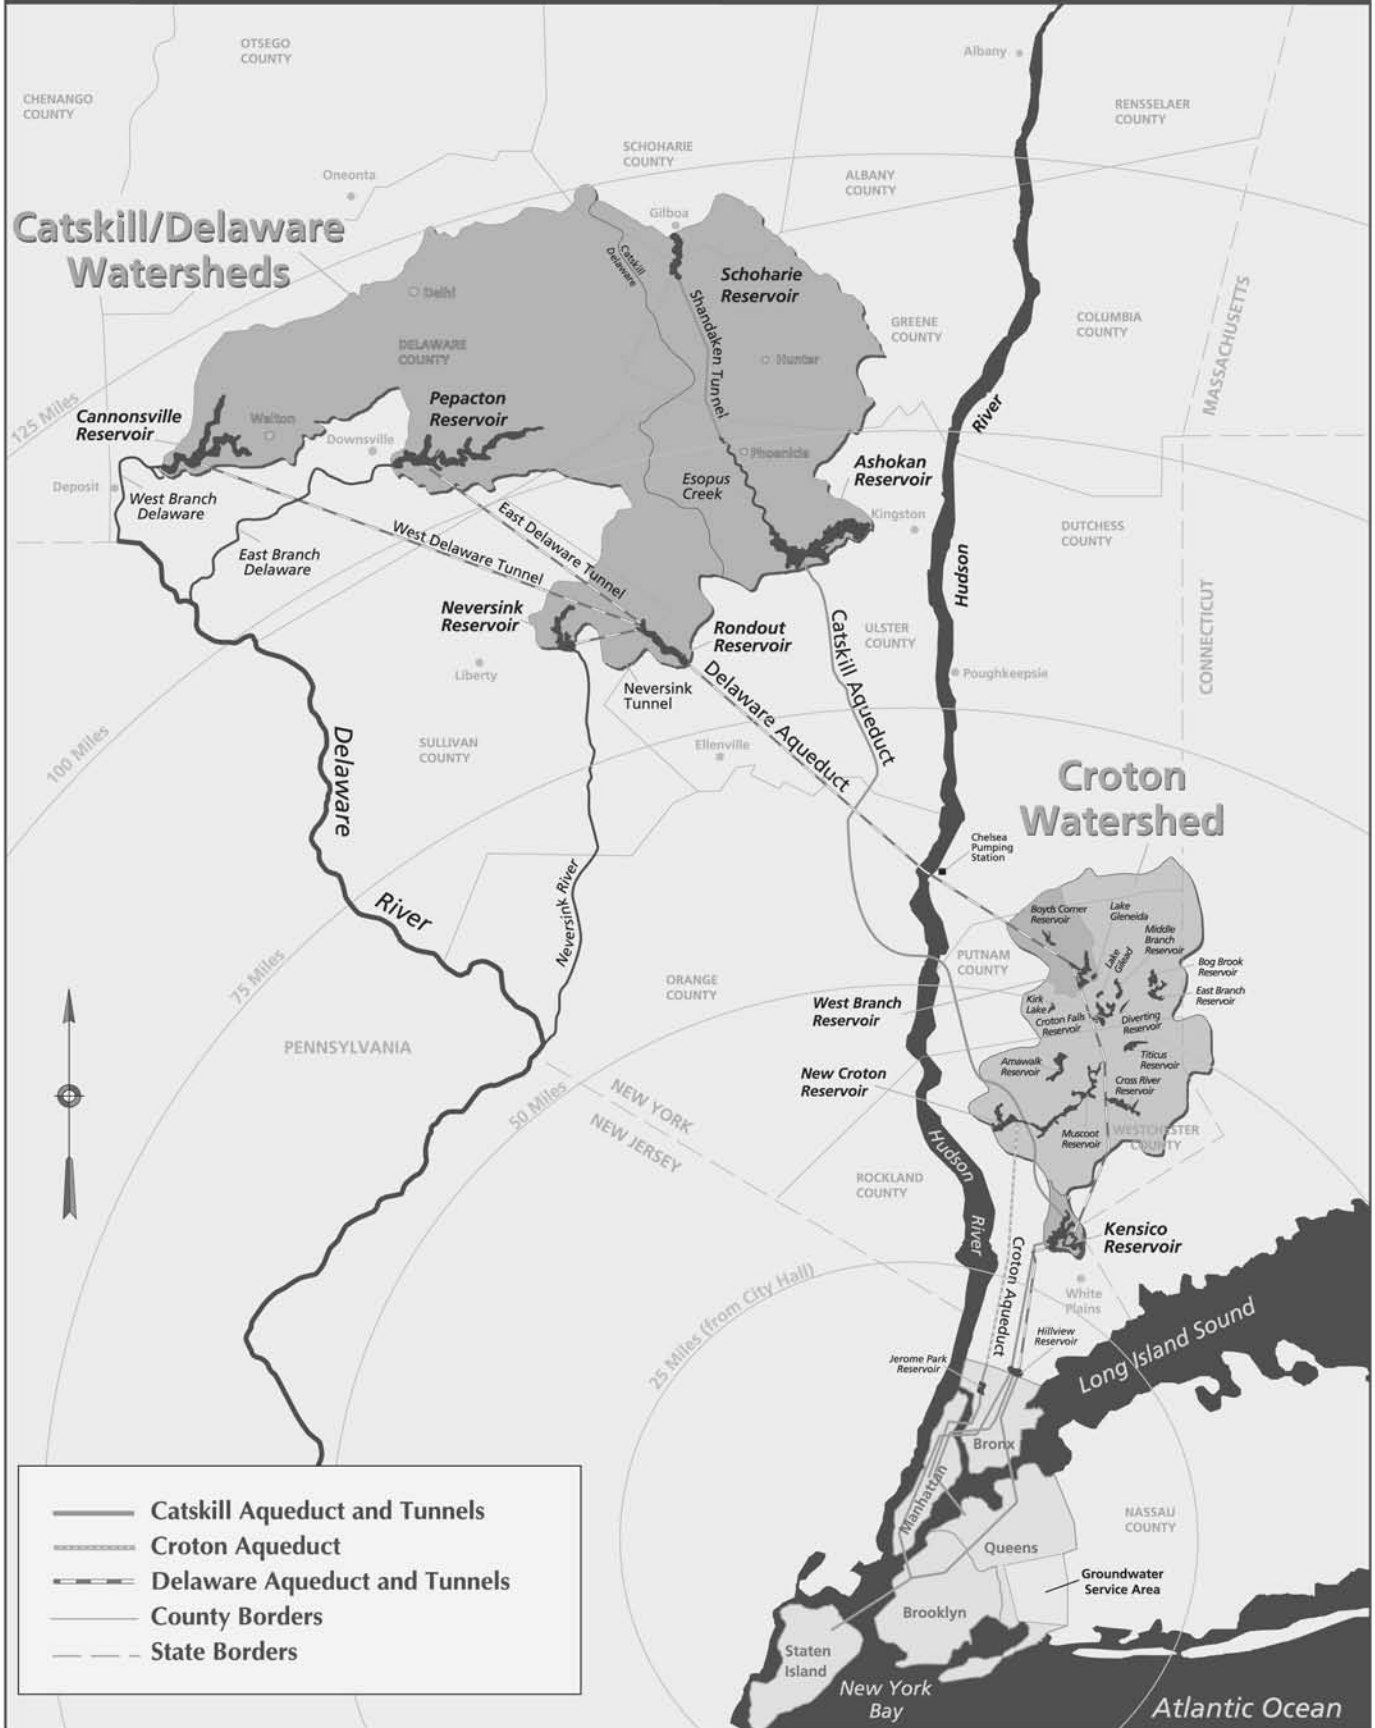 OTSEGO
COUNTY
Albany
CHENANGO
COUNTY
RENSSELAER
COUNTY
SCHOHARIE
COUNTY
Oneonta
ALBANY
COUNTY
Catskill/Delaware
Watersheds
Gilboa
Catskill
Delaware
Schoharie
Reservoir
Delhi
Shandaken Tunnel
GREENE
COUNTY
COLUMBIA
COUNTY
MASSACHUSETTS
DELAWARE
COUNTY
Hunter
125 Miles
Cannonsville
Reservoir
Walton
Pepacton
Reservoir
Downsville
River
Phoenicia
Ashokan
Reservoir
Deposit
West Branch
Delaware
Esopus
Creek
Kingston
DUTCHESS
COUNTY
East Delaware Tunnel
West Delaware Tunnel
East Branch
Delaware
Hudson
Neversink
Reservoir
Rondout
Reservoir
Catskill Aqueduct
ULSTER
COUNTY
CONNECTICUT
Liberty
Neversink
Tunnel
Delaware Aqueduct
Poughkeepsie
100 Miles
SULLIVAN
COUNTY
Ellenville
Delaware
Croton
Watershed
Chelsea
Pumping
Station
River
Neversink River
Boyds Corner
Reservoir
Lake
Gleneida
Middle
Branch
Reservoir
Lake
Gilead
75 Miles
ORANGE
COUNTY
PUTNAM
COUNTY
Bog Brook
Reservoir
East Branch
Reservoir
West Branch
Reservoir
Kirk
Lake
Croton Falls
Reservoir
Diverting
Reservoir
PENNSYLVANIA
Amawalk
Reservoir
Titicus
Reservoir
New Croton
Reservoir
Cross River
Reservoir
50 Miles
NEW YORK
NEW JERSEY
Muscoot
Reservoir
WESTCHESTER
COUNTY
Hudson
ROCKLAND
COUNTY
River
Kensico
Reservoir
Croton Aqueduct
White
Plains
25 Miles (from City Hall)
Hillview
Reservoir
Jerome Park
Reservoir
Long Island Sound
Bronx
Manhattan
NASSAU
COUNTY
Queens
Groundwater
Service Area
Brooklyn
Staten
Island
New York
Bay
Atlantic Ocean
Catskill Aqueduct and Tunnels
Croton Aqueduct
Delaware Aqueduct and Tunnels
County Borders
State Borders